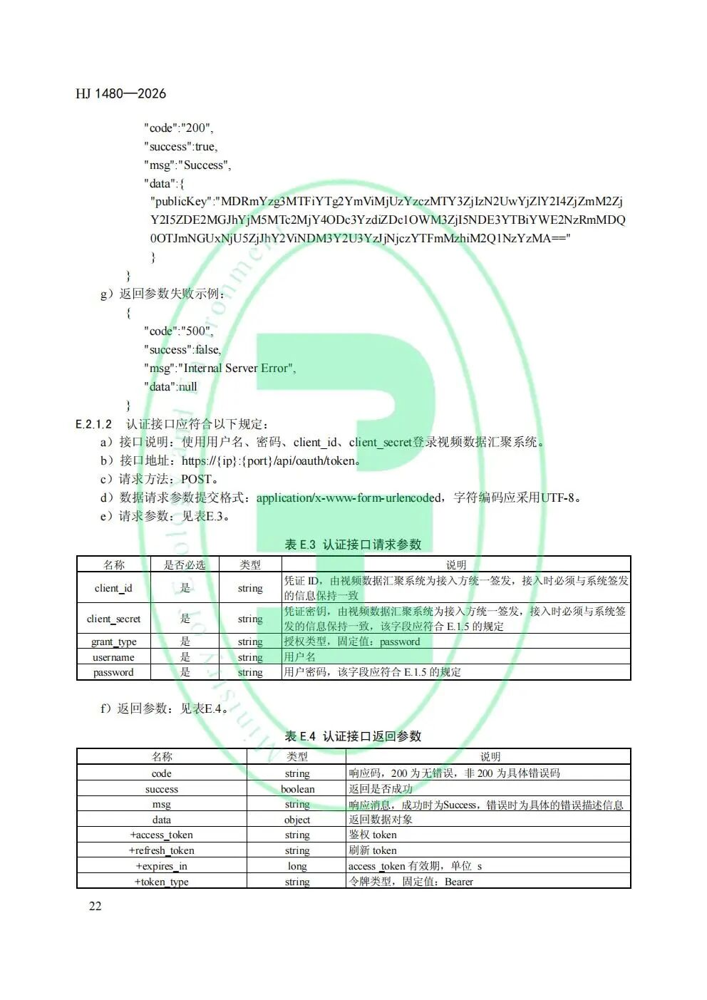 HJ 1480—2026
"code":"200",
"success":true,
"msg":"Success",
"data":{
"publicKey":"MDRmYzg3MTFiYTg2YmViMjUzYzczMTY3ZjIzN2UwYjZlY2I4ZjZmM2Zj
Y2I5ZDE2MGJhYjM5MTc2MjY4ODc3YzdiZDc1OWM3ZjI5NDE3YTBiYWE2NzRmMDQ
0OTJmNGUxNjU5ZjJhY2ViNDM3Y2U3YzJjNjczYTFmMzhiM2Q1NzYzMA=="
}
}
g）返回参数失败示例：
{
"code":"500",
"success":false,
"msg":"Internal Server Error",
"data":null
}
E.2.1.2 认证接口应符合以下规定：
a）接口说明：使用用户名、密码、client_id、client_secret登录视频数据汇聚系统。
b）接口地址：https://{ip}:{port}/api/oauth/token。
c）请求方法：POST。
d）数据请求参数提交格式：application/x-www-form-urlencoded，字符编码应采用UTF-8。
e）请求参数：见表E.3。
表 E.3 认证接口请求参数
名称 是否必选 类型 说明
client_id 是 string 凭证 ID，由视频数据汇聚系统为接入方统一签发，接入时必须与系统签发
的信息保持一致
client_secret 是 string 凭证密钥，由视频数据汇聚系统为接入方统一签发，接入时必须与系统签
发的信息保持一致，该字段应符合 E.1.5 的规定
grant_type 是 string 授权类型，固定值：password
username 是 string 用户名
password 是 string 用户密码，该字段应符合 E.1.5 的规定
f）返回参数：见表E.4。
表 E.4 认证接口返回参数
名称 类型 说明
code string 响应码，200 为无错误，非 200 为具体错误码
success boolean 返回是否成功
msg string 响应消息，成功时为Success，错误时为具体的错误描述信息
data object 返回数据对象
+access_token string 鉴权 token
+refresh_token string 刷新 token
+expires_in long access_token 有效期，单位 s
+token_type string 令牌类型，固定值：Bearer
22
Ministry of Ecology and Environment